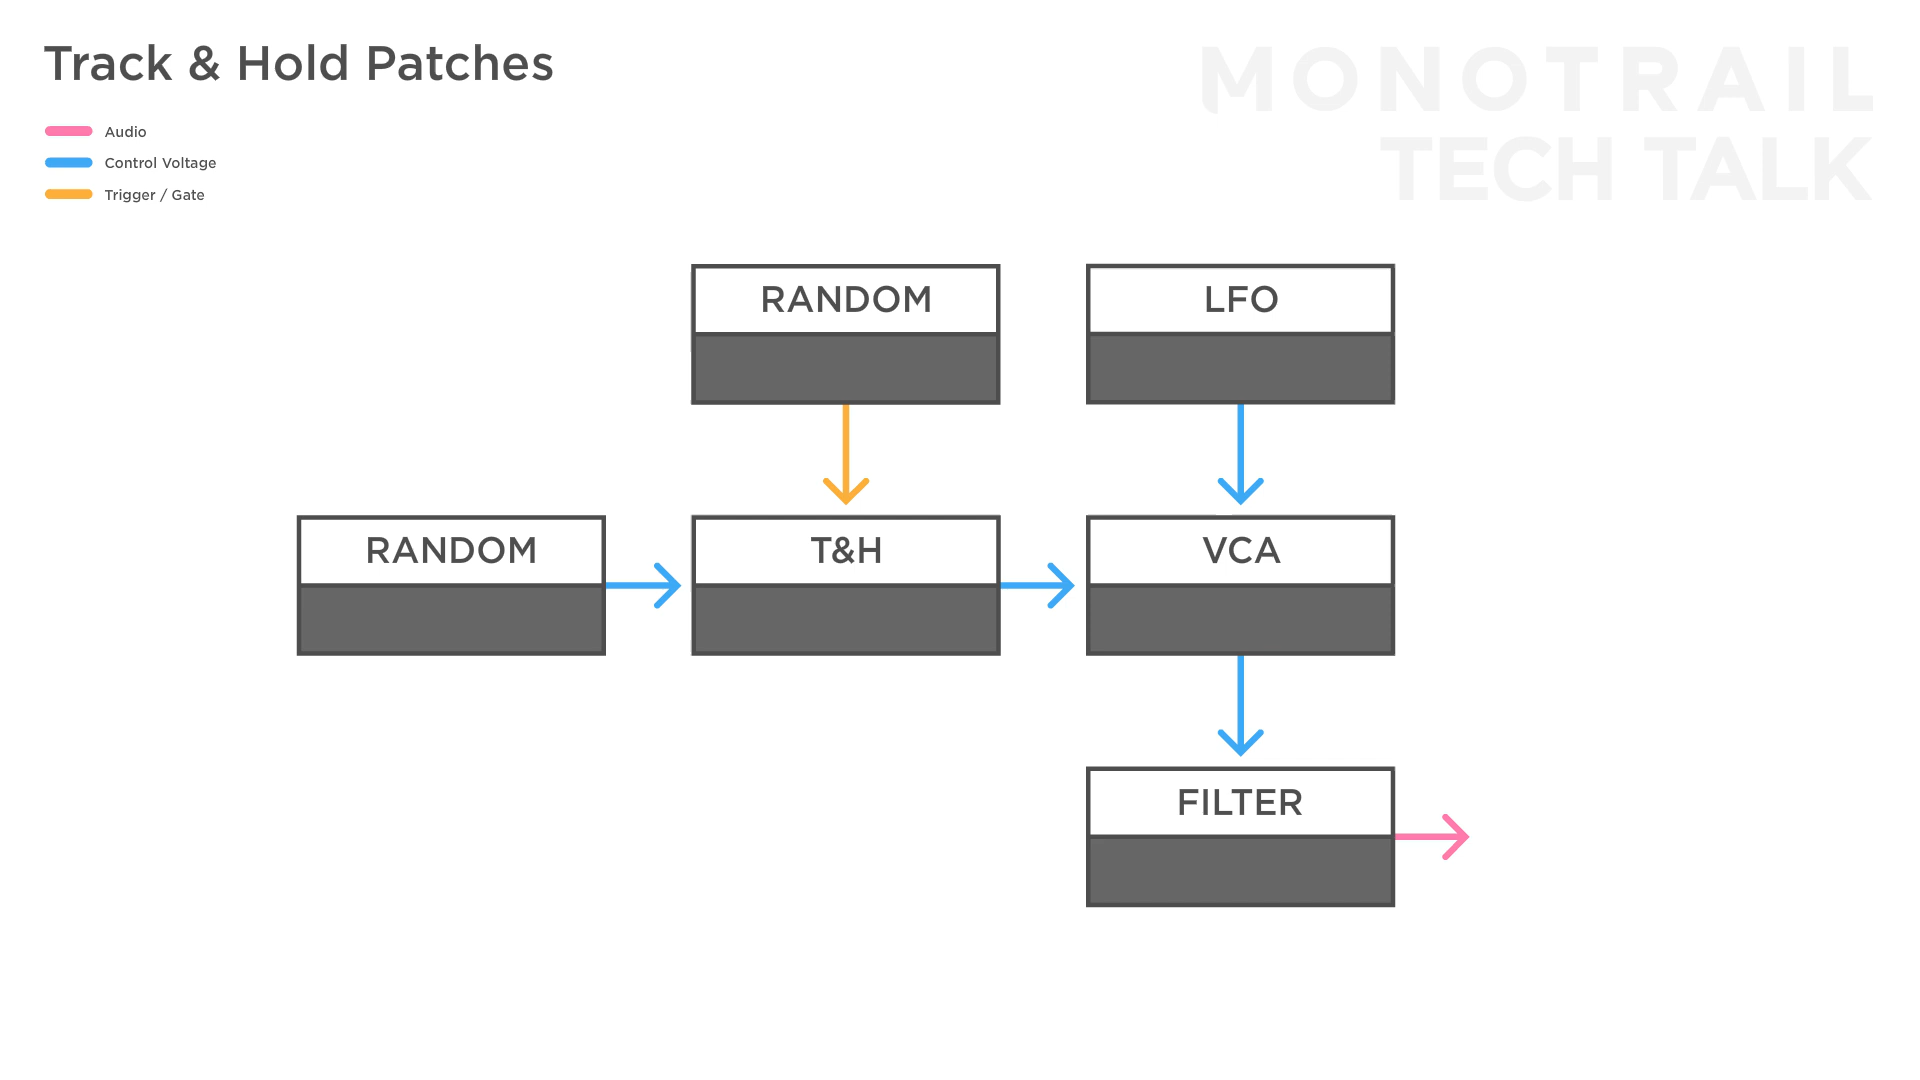 Track & Hold Patches
MONOTRAIL
TECH TALK
Audio
Control Voltage
Trigger / Gate
RANDOM
LFO
RANDOM
T&H
VCA
FILTER